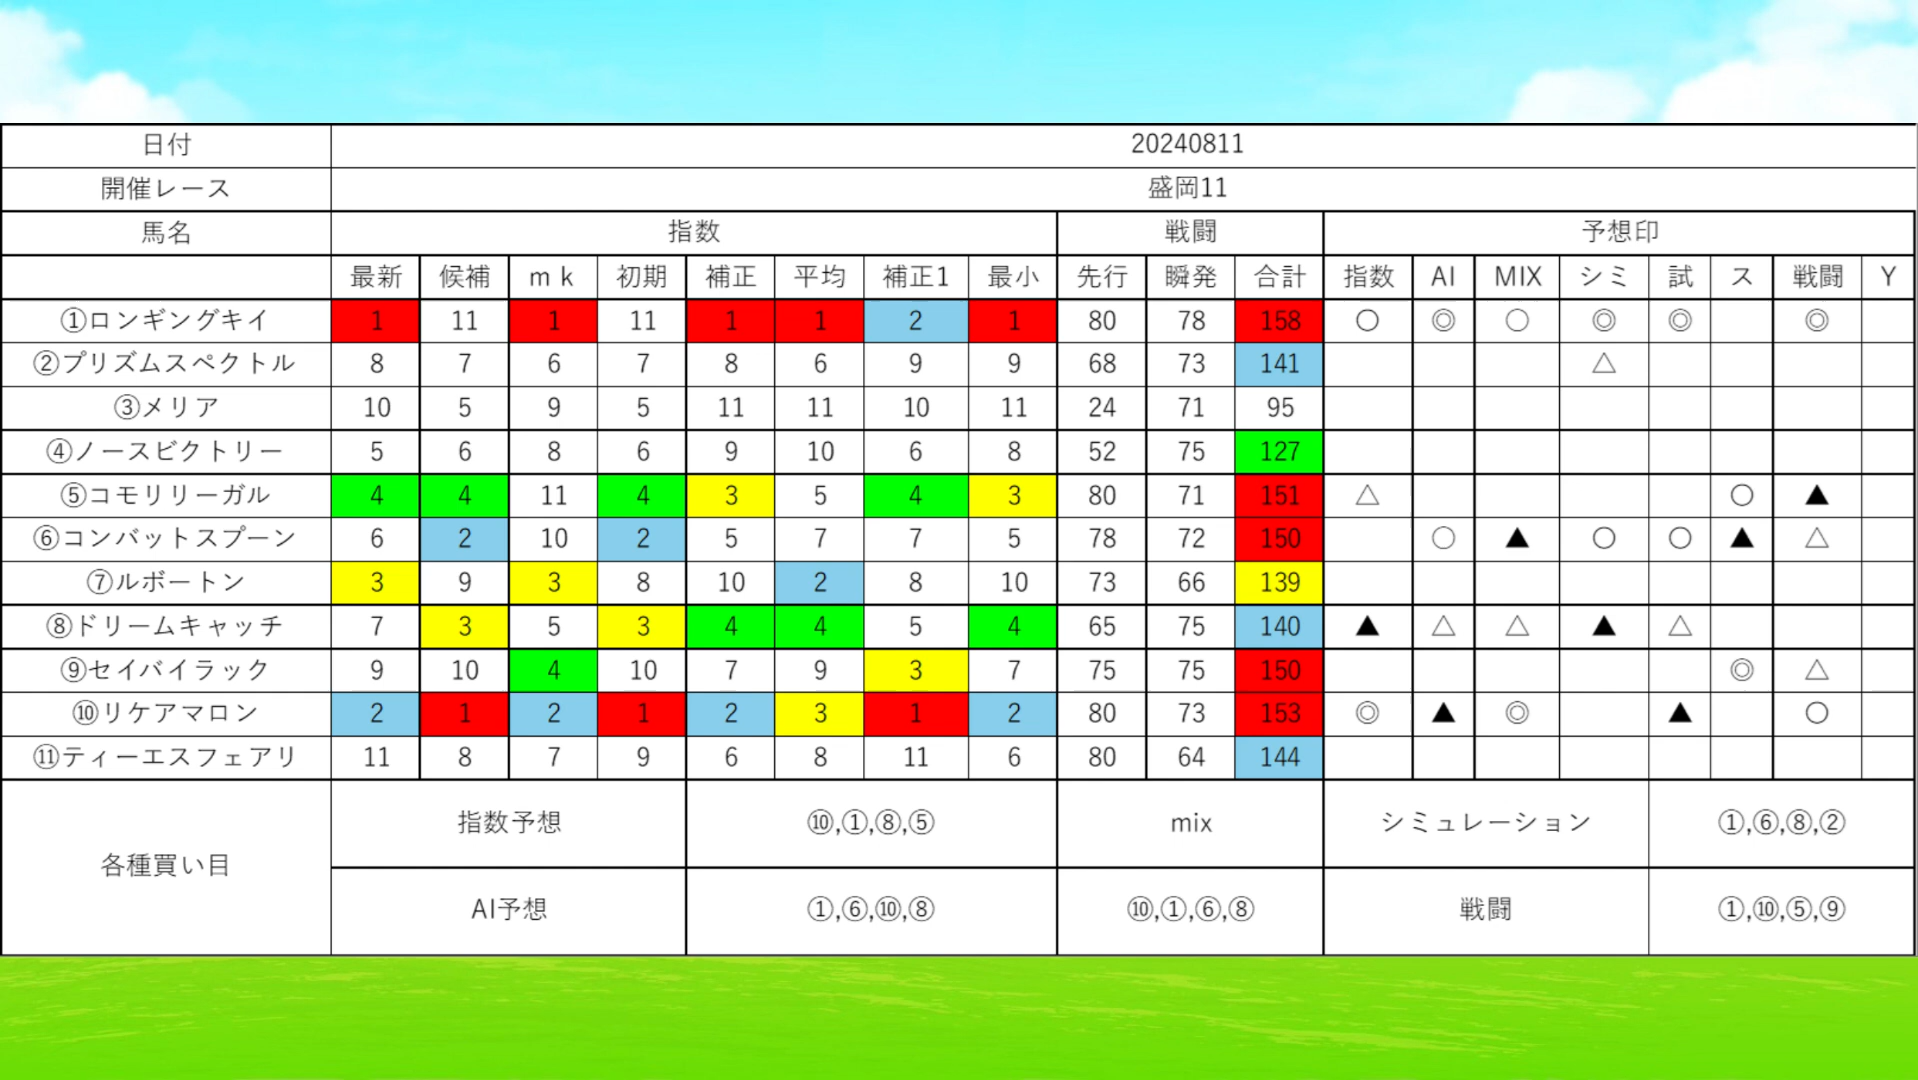 日付 20240811
開催レース 盛岡11
馬名 指数 戦闘 予想印
最新 候補 mk 初期 補正 平均 補正1 最小 先行 瞬発 合計 指数 AI MIX シミ 試 ス 戦闘 Y
①ロンギングキイ 1 11 1 11 1 1 2 1 80 78 158 ○ ◎ ○ ◎ ◎ ◎
②プリズムスペクトル 8 7 6 7 8 6 9 9 68 73 141 △
③メリア 10 5 9 5 11 11 10 11 24 71 95
④ノースビクトリー 5 6 8 6 9 10 6 8 52 75 127
⑤コモリリーガル 4 4 11 4 3 5 4 3 80 71 151 △ ○ ▲
⑥コンバットスプーン 6 2 10 2 5 7 7 5 78 72 150 ○ ▲ ○ ○ ▲ △
⑦ルボートン 3 9 3 8 10 2 8 10 73 66 139
⑧ドリームキャッチ 7 3 5 3 4 4 5 4 65 75 140 ▲ △ △ ▲ △
⑨セイバイラック 9 10 4 10 7 9 3 7 75 75 150 ◎ △
⑩リケアマロン 2 1 2 1 2 3 1 2 80 73 153 ◎ ▲ ◎ ▲ ○
⑪ティーエスフェアリ 11 8 7 9 6 8 11 6 80 64 144
各種買い目
指数予想 ⑩,①,⑧,⑤ mix シミュレーション ①,⑥,⑧,②
AI予想 ①,⑥,⑩,⑧ ⑩,①,⑥,⑧ 戦闘 ①,⑩,⑤,⑨